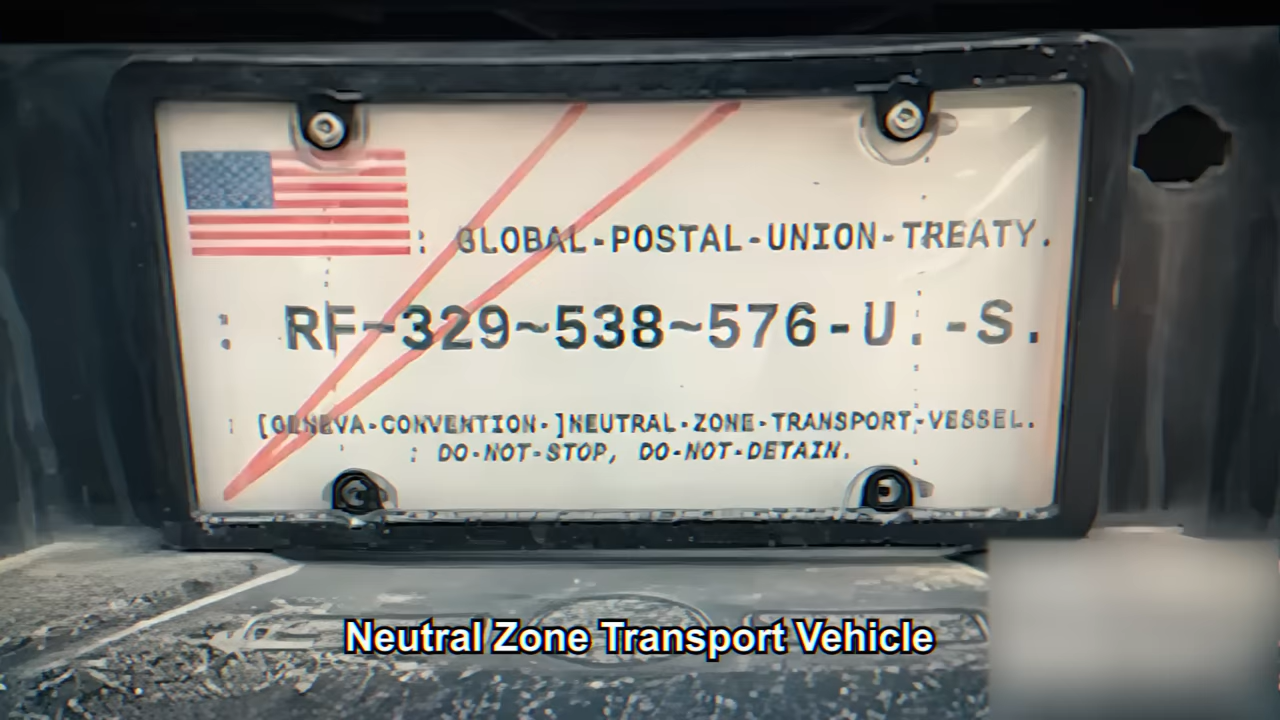 : GLOBAL-POSTAL-UNION-TREATY.
: RF~329~538~576-U. -S.
: [GENEVA-CONVENTION-]NEUTRAL-ZONE-TRANSPORT-VESSEL.
: DO-NOT-STOP, DO-NOT-DETAIN.
Neutral Zone Transport Vehicle